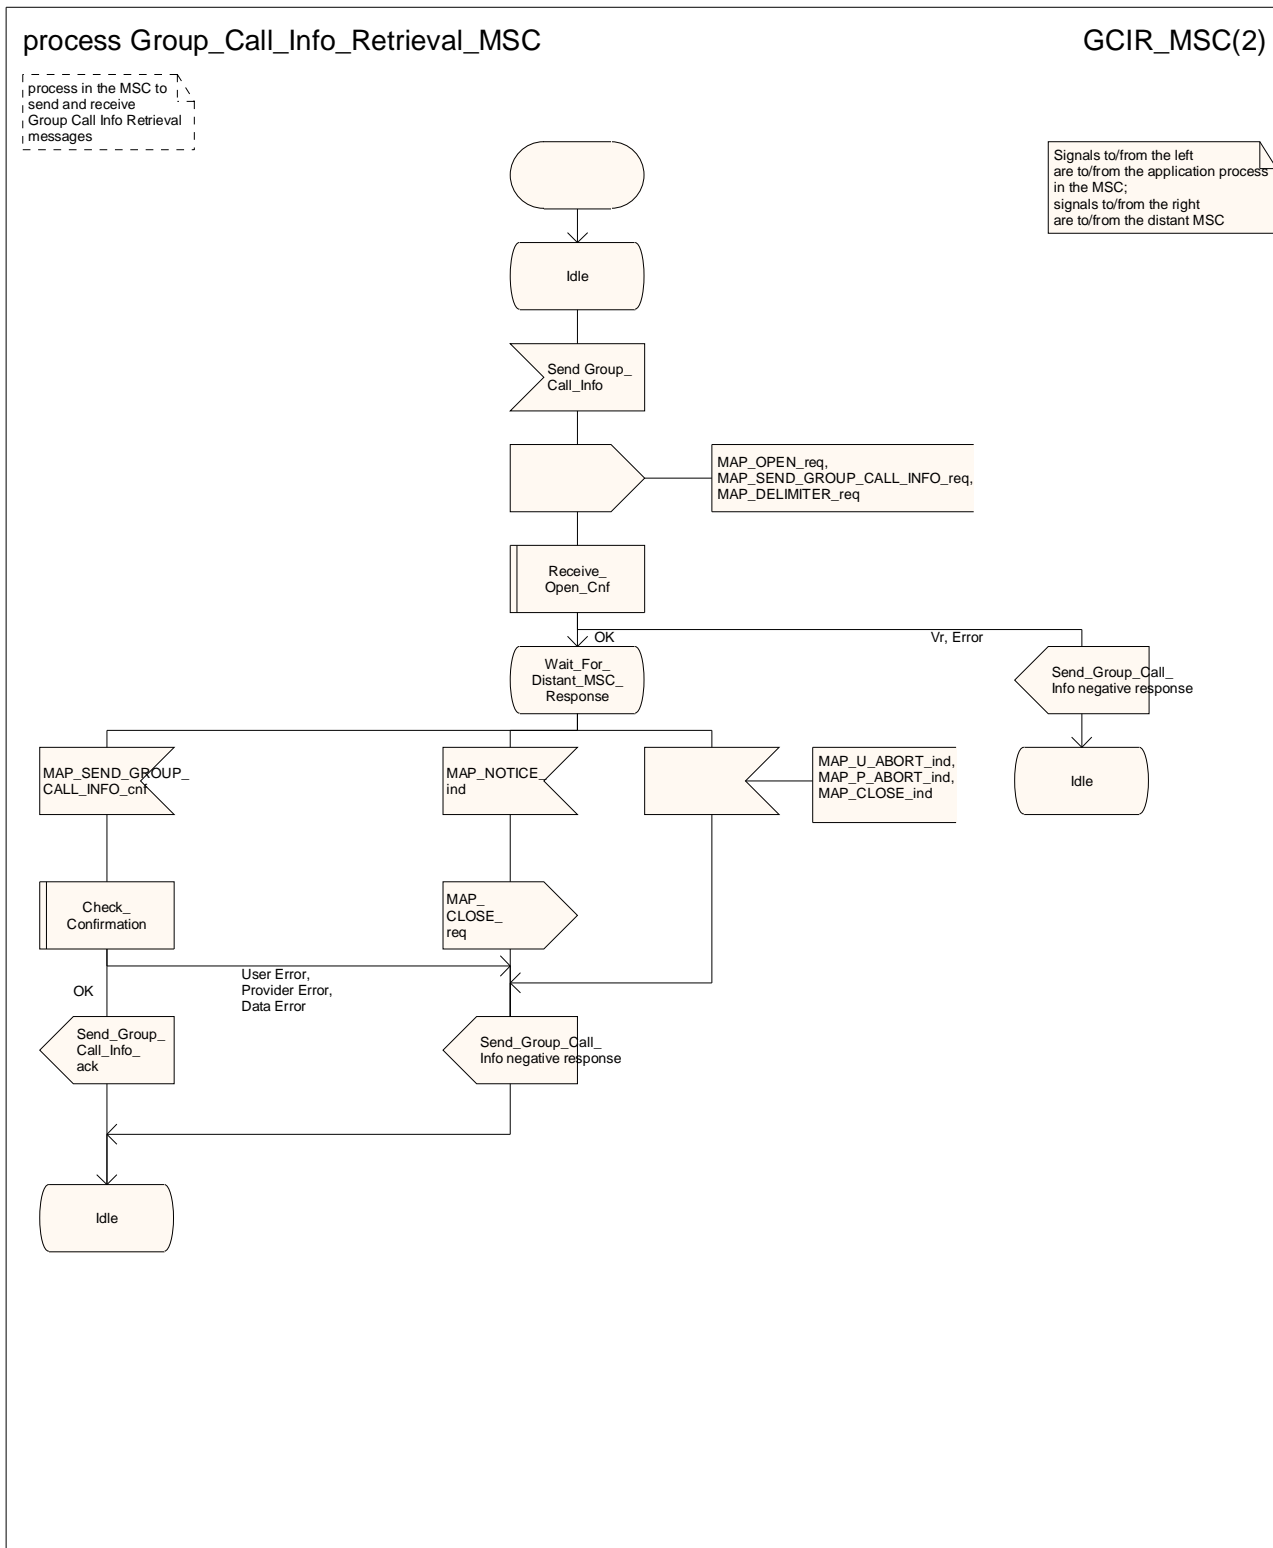 process Group_Call_Info_Retrieval_MSC
GCIR_MSC(2)
process in the MSC to
send and receive
Group Call Info Retrieval
messages
Signals to/from the left
are to/from the application process
in the MSC;
signals to/from the right
are to/from the distant MSC
Idle
Send Group_
Call_Info
MAP_OPEN_req,
MAP_SEND_GROUP_CALL_INFO_req,
MAP_DELIMITER_req
Receive_
Open_Cnf
OK
Vr, Error
Wait_For_
Distant_MSC_
Response
Send_Group_Call_
Info negative response
MAP_SEND_GROUP_
CALL_INFO_cnf
MAP_NOTICE_
ind
MAP_U_ABORT_ind,
MAP_P_ABORT_ind,
MAP_CLOSE_ind
Idle
Check_
Confirmation
MAP_
CLOSE_
req
User Error,
Provider Error,
Data Error
OK
Send_Group_
Call_Info_
ack
Send_Group_Call_
Info negative response
Idle